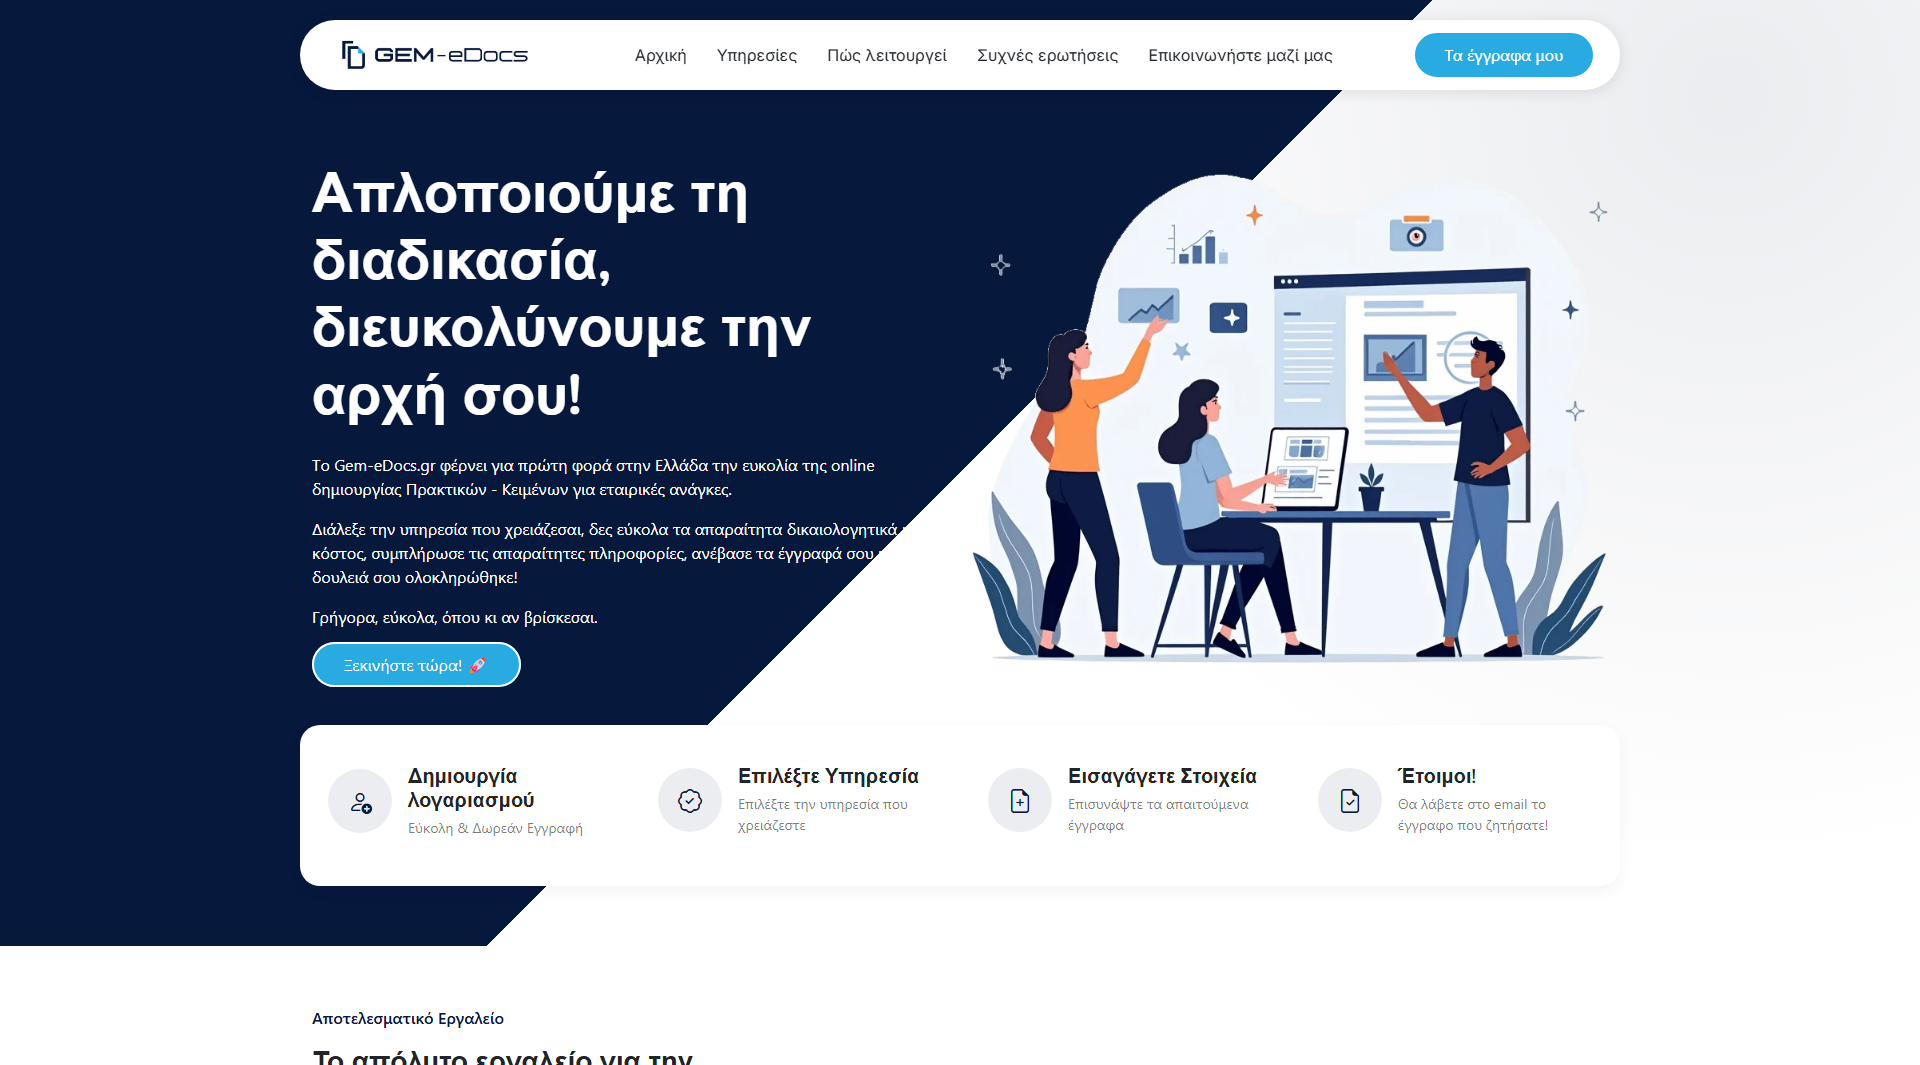 GEM-eDocs
Αρχική
Υπηρεσίες
Πώς λειτουργεί
Συχνές ερωτήσεις
Επικοινωνήστε μαζί μας
Τα έγγραφα μου
Απλοποιούμε τη
διαδικασία,
διευκολύνουμε την
αρχή σου!
Το Gem-eDocs.gr φέρνει για πρώτη φορά στην Ελλάδα την ευκολία της online
δημιουργίας Πρακτικών - Κειμένων για εταιρικές ανάγκες.
Διάλεξε την υπηρεσία που χρειάζεσαι, δες εύκολα τα απαραίτητα δικαιολογητικά
κόστος, συμπλήρωσε τις απαραίτητες πληροφορίες, ανέβασε τα έγγραφά σου
δουλειά σου ολοκληρώθηκε!
Γρήγορα, εύκολα, όπου κι αν βρίσκεσαι.
Ξεκινήστε τώρα! 🚀
Δημιουργία
λογαριασμού
Εύκολη & Δωρεάν Εγγραφή
Επιλέξτε Υπηρεσία
Επιλέξτε την υπηρεσία που
χρειάζεστε
Εισαγάγετε Στοιχεία
Επισυνάψτε τα απαιτούμενα
έγγραφα
Έτοιμοι!
Θα λάβετε στο email το
έγγραφο που ζητήσατε!
Αποτελεσματικό Εργαλείο
Το απόλυτο εργαλείο για την